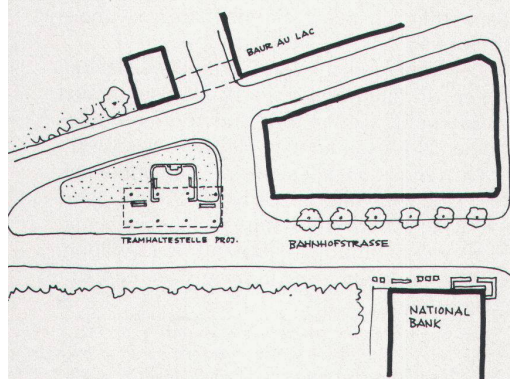 BAUR AU LAC
TRAMHALTESTELLE PROJ.
BAHNHOFSTRASSE
NATIONAL
BANK